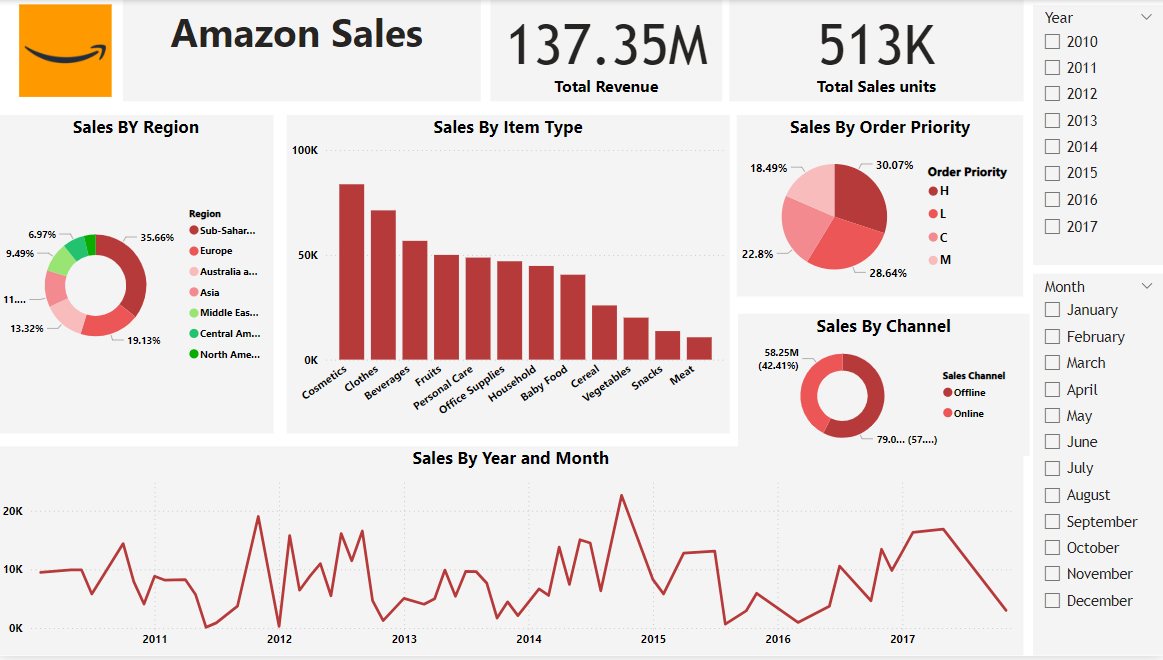 Amazon Sales
137.35M
Total Revenue
513K
Total Sales units
Year
2010
2011
2012
2013
2014
2015
2016
2017
Sales BY Region
6.97%
9.49%
11....
13.32%
35.66%
19.13%
Region
Sub-Sahar...
Europe
Australia a...
Asia
Middle Eas...
Central Am...
North Ame...
Sales By Item Type
100K
50K
0K
Cosmetics
Clothes
Beverages
Fruits
Personal Care
Office Supplies
Household
Baby Food
Cereal
Vegetables
Snacks
Meat
Sales By Order Priority
18.49%
30.07%
22.8%
28.64%
Order Priority
H
L
C
M
Sales By Channel
58.25M
(42.41%)
79.0... (57....)
Sales Channel
Offline
Online
Month
January
February
March
April
May
June
July
August
September
October
November
December
Sales By Year and Month
20K
10K
0K
2011
2012
2013
2014
2015
2016
2017